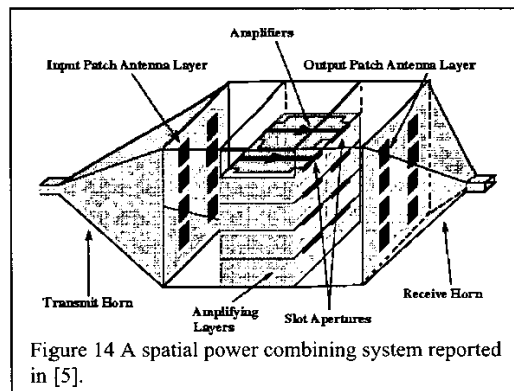 Amplifiers
Input Patch Antenna Layer
Output Patch Antenna Layer
Transmit Horn
Amplifying
Layers
Slot Apertures
Receive Horn
Figure 14 A spatial power combining system reported
in [5].